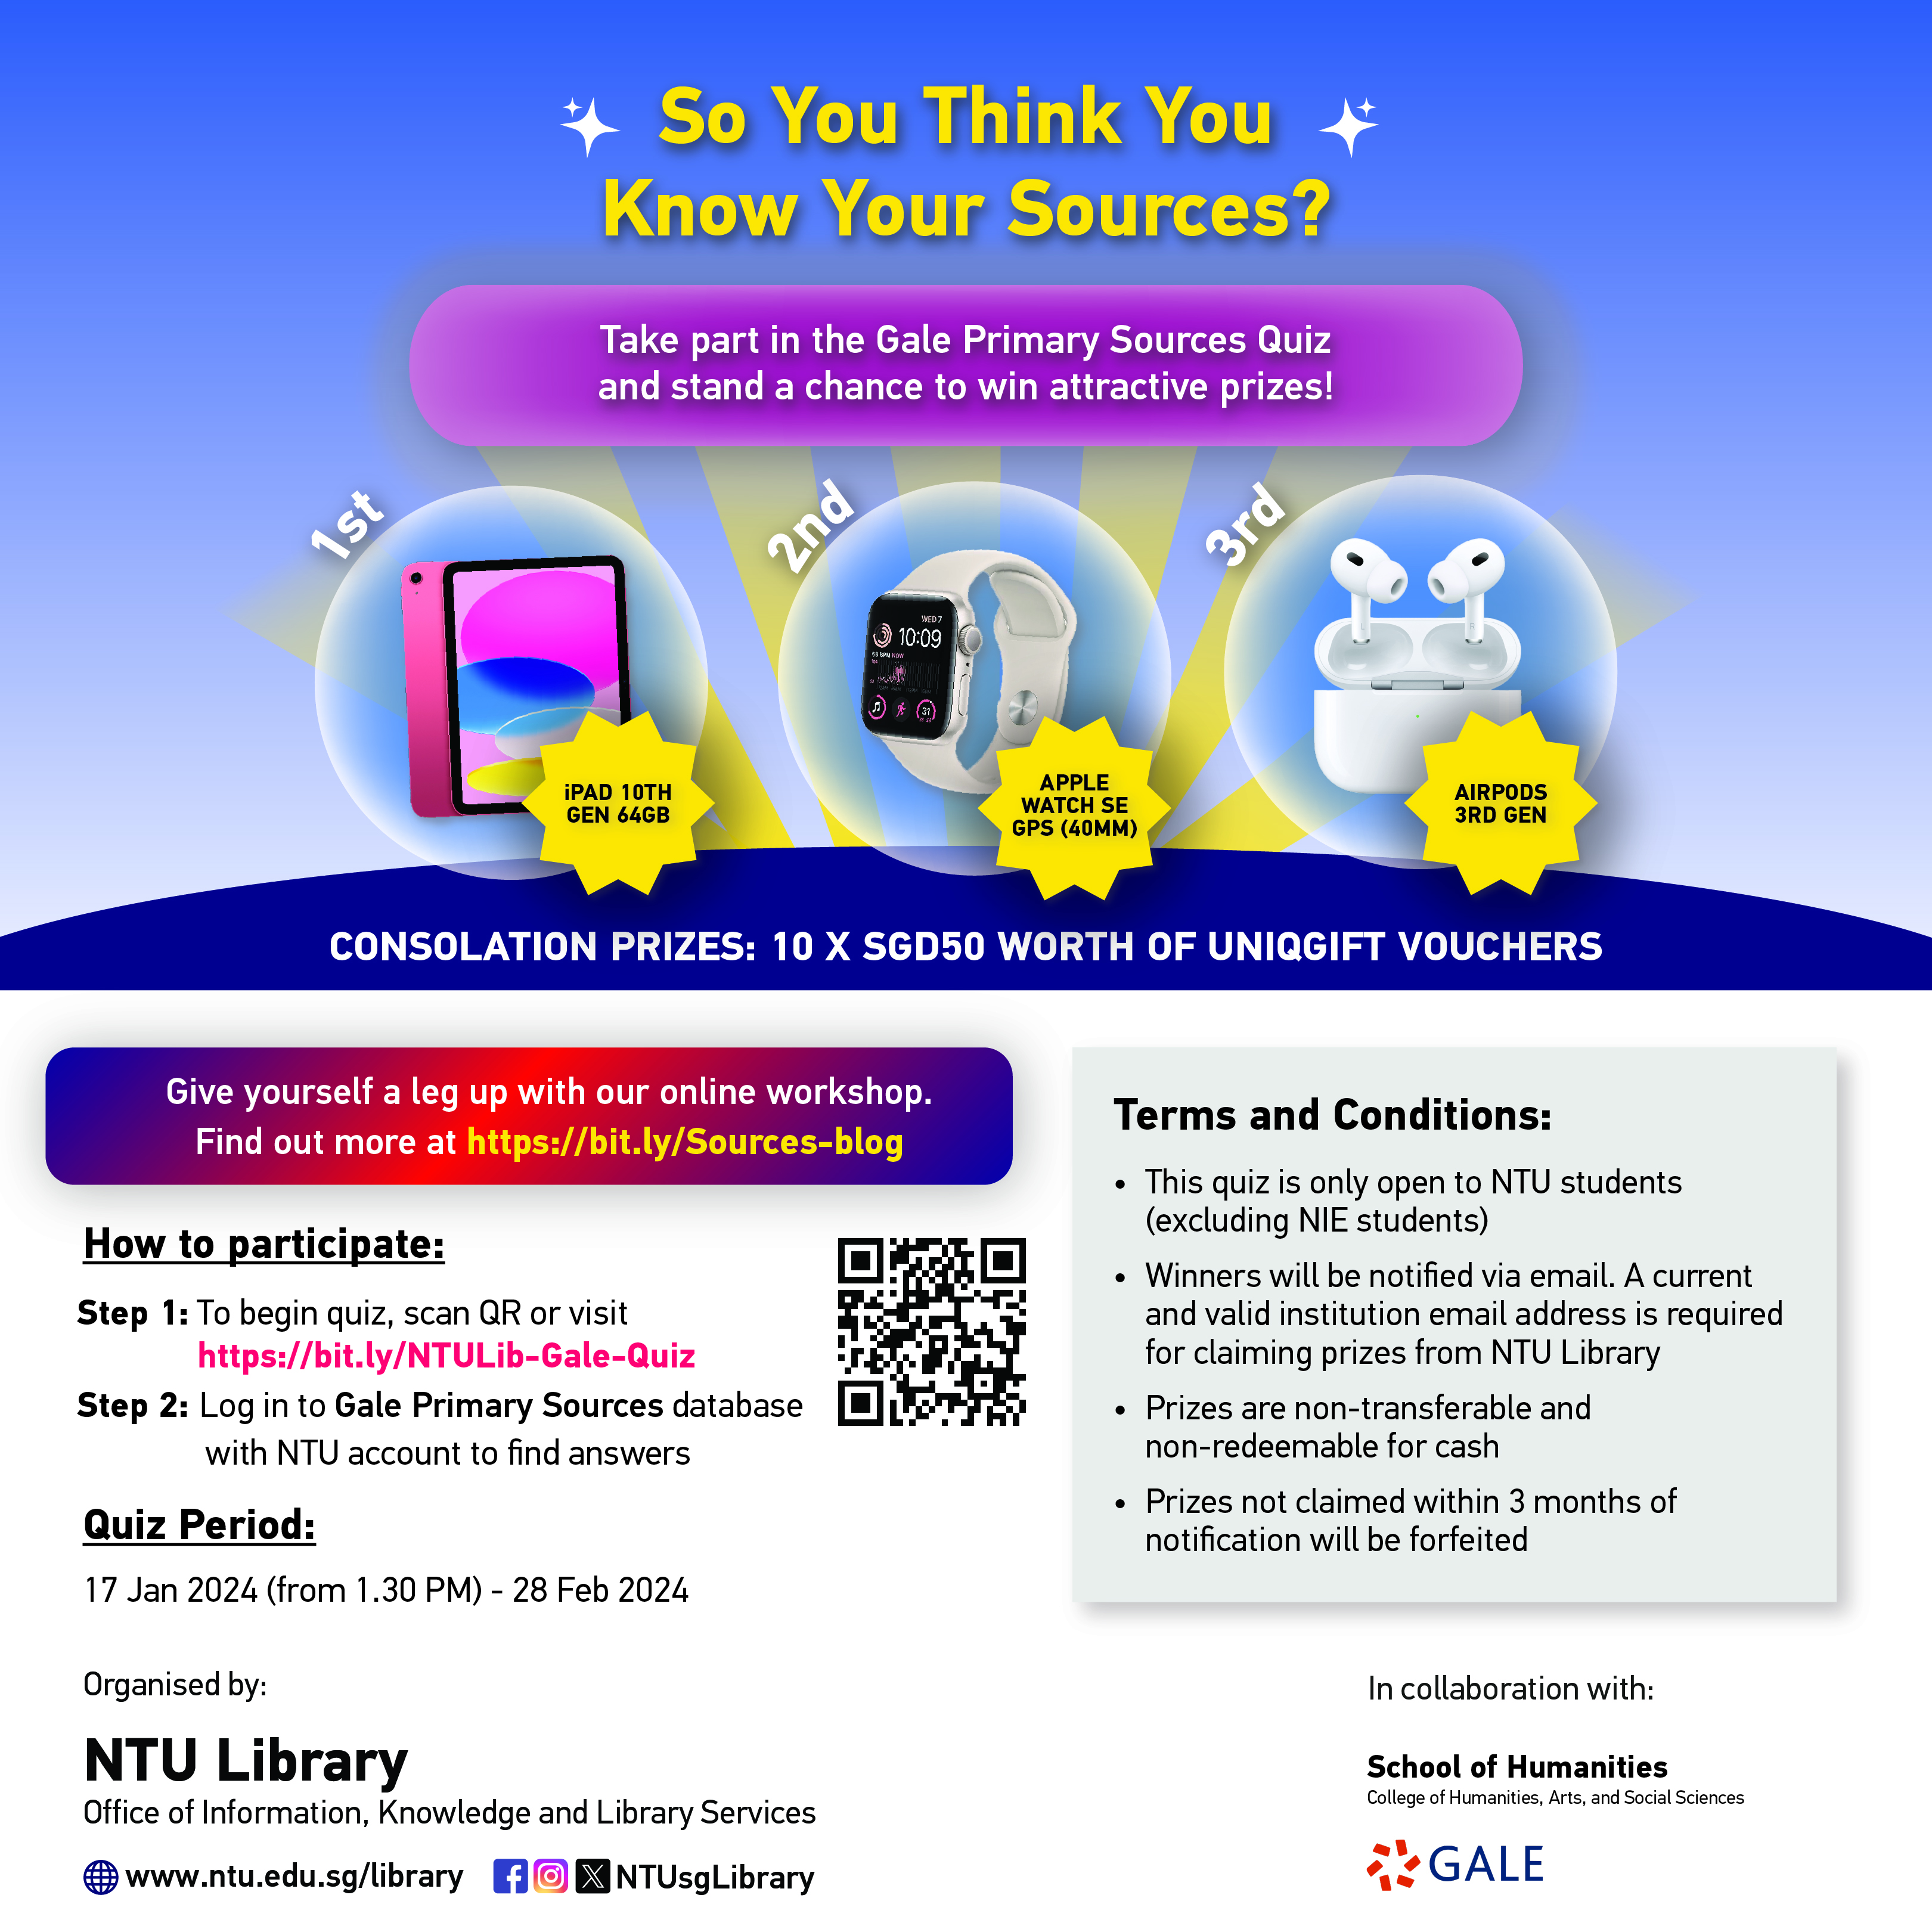 So You Think You
Know Your Sources?
Take part in the Gale Primary Sources Quiz
and stand a chance to win attractive prizes!
1st
2nd
3rd
WED 7
10:09
68 BPM NOW
31
iPAD 10TH
GEN 64GB
APPLE
WATCH SE
GPS (40MM)
AIRPODS
3RD GEN
CONSOLATION PRIZES: 10 X SGD50 WORTH OF UNIQGIFT VOUCHERS
Give yourself a leg up with our online workshop.
Find out more at https://bit.ly/Sources-blog
How to participate:
Step 1: To begin quiz, scan QR or visit
https://bit.ly/NTULib-Gale-Quiz
Step 2: Log in to Gale Primary Sources database
with NTU account to find answers
Quiz Period:
17 Jan 2024 (from 1.30 PM) - 28 Feb 2024
Terms and Conditions:
• This quiz is only open to NTU students
(excluding NIE students)
• Winners will be notified via email. A current
and valid institution email address is required
for claiming prizes from NTU Library
• Prizes are non-transferable and
non-redeemable for cash
• Prizes not claimed within 3 months of
notification will be forfeited
Organised by:
NTU Library
Office of Information, Knowledge and Library Services
www.ntu.edu.sg/library
NTUsgLibrary
In collaboration with:
School of Humanities
College of Humanities, Arts, and Social Sciences
GALE